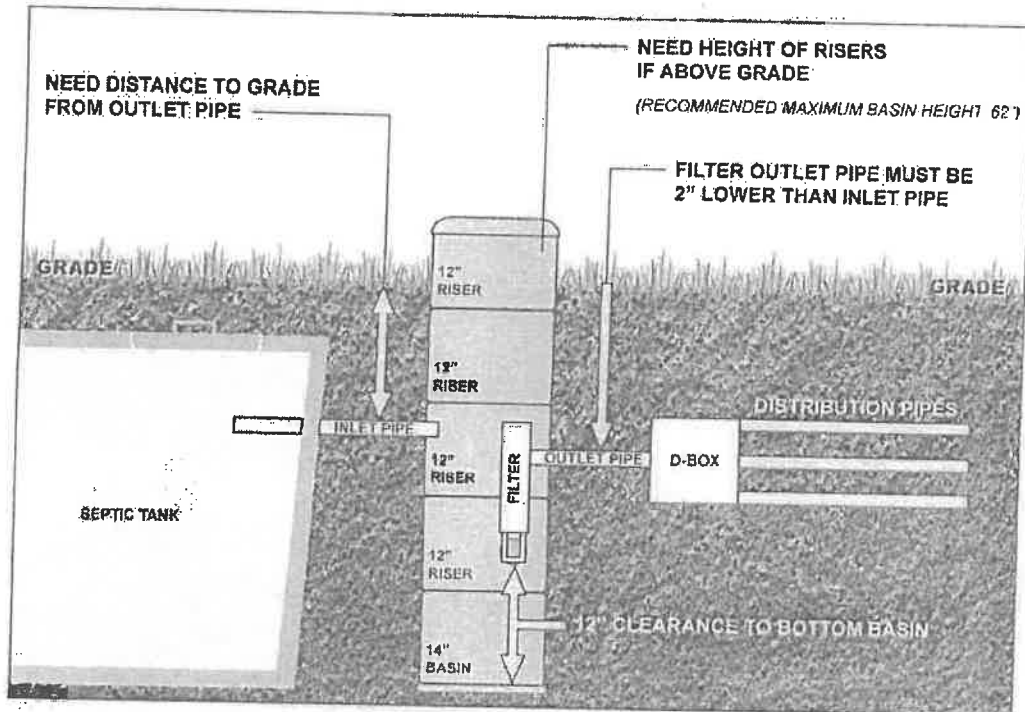 NEED HEIGHT OF RISERS
IF ABOVE GRADE
(RECOMMENDED MAXIMUM BASIN HEIGHT 62")
NEED DISTANCE TO GRADE
FROM OUTLET PIPE
FILTER OUTLET PIPE MUST BE
2" LOWER THAN INLET PIPE
GRADE
GRADE
12"
RISER
12"
RISER
INLET PIPE
12"
RISER
FILTER
OUTLET PIPE
D-BOX
DISTRIBUTION PIPES
SEPTIC TANK
12"
RISER
12" CLEARANCE TO BOTTOM BASIN
14"
BASIN